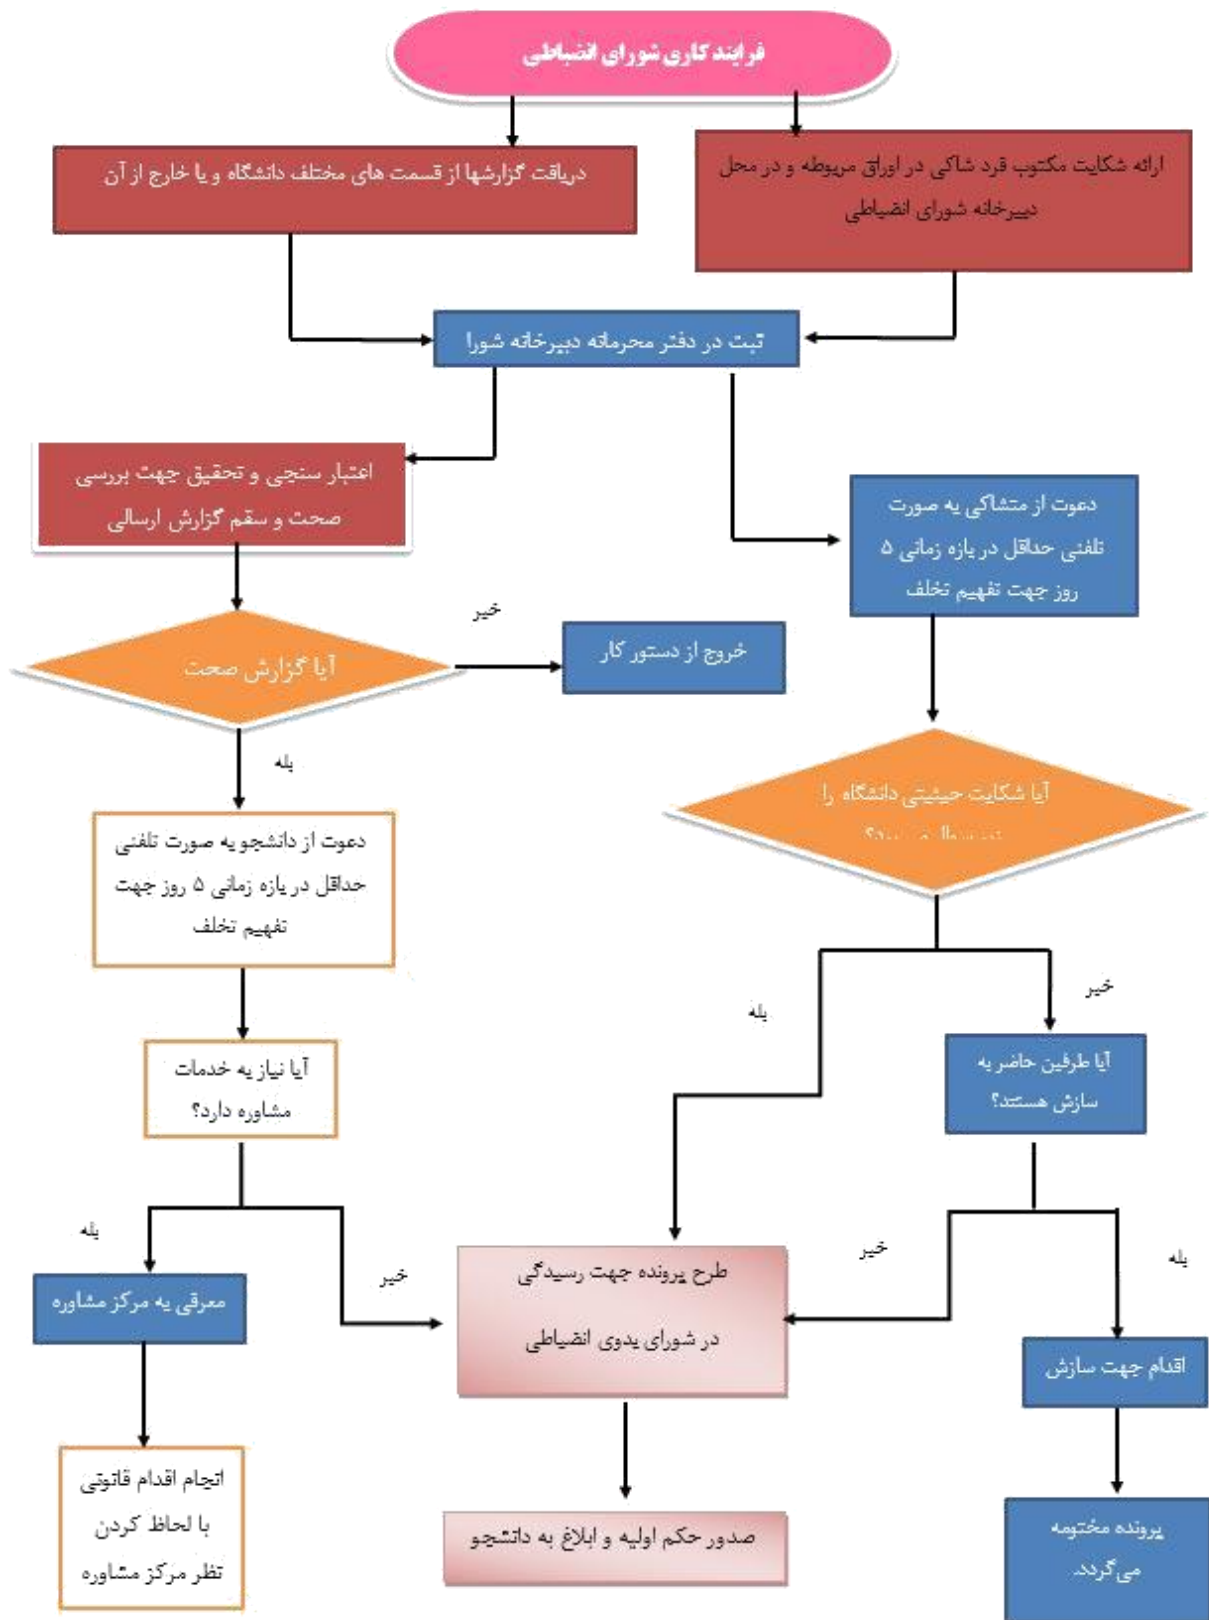 فرایند کاری شورای انضباطی
ارائه شکایت مکتوب فرد شاکی در اوراق مربوطه و در محل
دبیرخانه شورای انضباطی
دریافت گزارشها از قسمت های مختلف دانشگاه و یا خارج از آن
ثبت در دفتر محرمانه دبیرخانه شورا
اعتبار سنجی و تحقیق جهت بررسی
صحت و سقم گزارش ارسالی
دعوت از متشاکی به صورت
تلفنی حداقل در بازه زمانی ۵
روز جهت تفهیم تخلف
خیر
خروج از دستور کار
آیا گزارش صحت
بله
آیا شکایت حیثیتی دانشگاه را
دعوت از دانشجو به صورت تلفنی
حداقل در بازه زمانی ۵ روز جهت
تفهیم تخلف
خیر
بله
آیا طرفین حاضر به
سازش هستند؟
آیا نیاز به خدمات
مشاوره دارد؟
بله
خیر
بله
خیر
طرح پرونده جهت رسیدگی
در شورای بدوی انضباطی
معرفی به مرکز مشاوره
اقدام جهت سازش
انجام اقدام قانونی
با لحاظ کردن
نظر مرکز مشاوره
صدور حکم اولیه و ابلاغ به دانشجو
پرونده مختومه
می‌گردد.